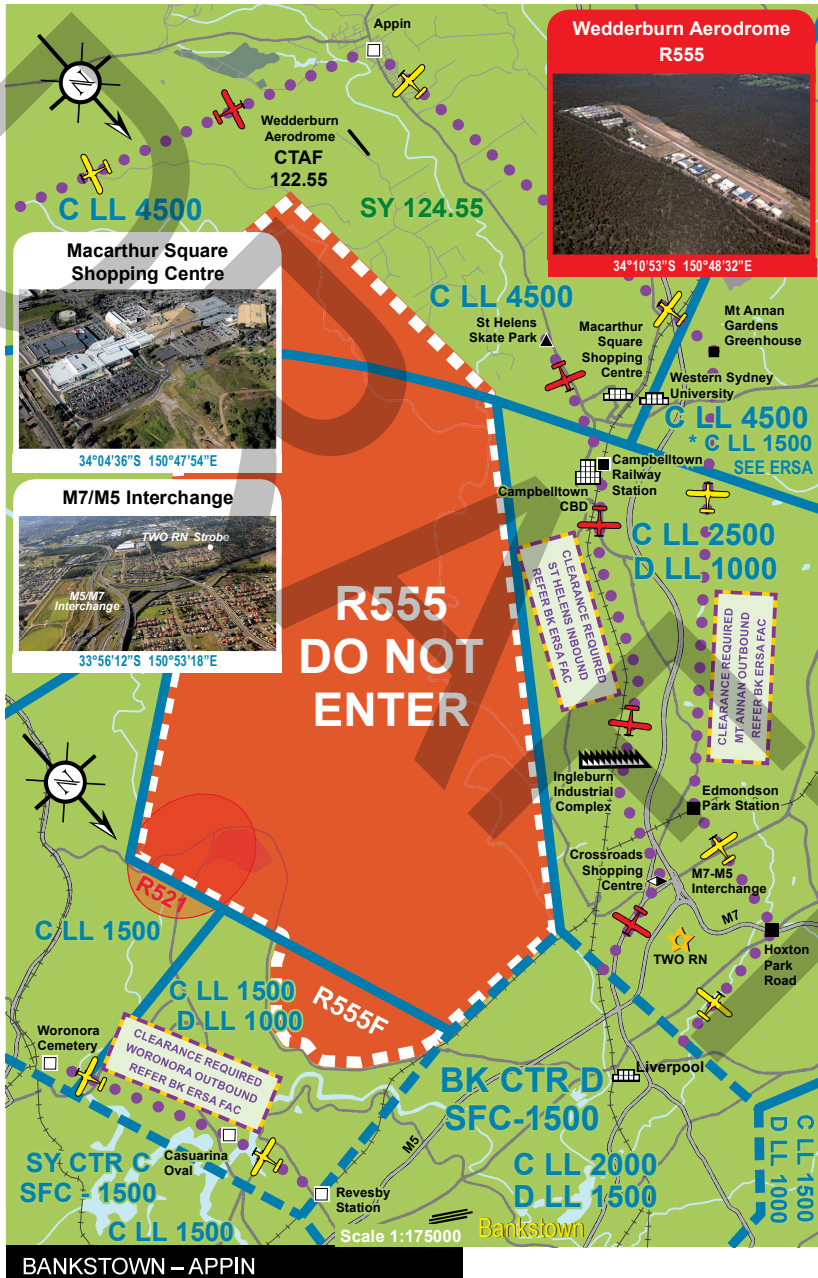 Appin
Wedderburn Aerodrome
R555
N
Wedderburn
Aerodrome
CTAF
122.55
C LL 4500
SY 124.55
34°10’53”S 150°48’32”E
Macarthur Square
Shopping Centre
34°04’36”S 150°47’54”E
C LL 4500
St Helens
Skate Park
Macarthur
Square
Shopping
Centre
Mt Annan
Gardens
Greenhouse
Western Sydney
University
C LL 4500
* C LL 1500
SEE ERSA
Campbelltown
Railway
Station
Campbelltown
CBD
M7/M5 Interchange
TWO RN Strobe
M5/M7
Interchange
33°56’12”S 150°53’18”E
C LL 2500
D LL 1000
CLEARANCE REQUIRED
ST HELENS INBOUND
REFER BK ERSA FAC
CLEARANCE REQUIRED
MT ANNAN OUTBOUND
REFER BK ERSA FAC
R555
DO NOT
ENTER
N
Ingleburn
Industrial
Complex
Edmondson
Park Station
Crossroads
Shopping
Centre
M7-M5
Interchange
M7
R521
C LL 1500
TWO RN
Hoxton
Park
Road
C LL 1500
D LL 1000
R555F
Woronora
Cemetery
CLEARANCE REQUIRED
WORONORA OUTBOUND
REFER BK ERSA FAC
BK CTR D
SFC-1500
Liverpool
M5
Casuarina
Oval
SY CTR C
SFC - 1500
C LL 2000
D LL 1500
C LL 1500
D LL 1000
Revesby
Station
C LL 1500
Scale 1:175000
Bankstown
BANKSTOWN – APPIN
DRAFT